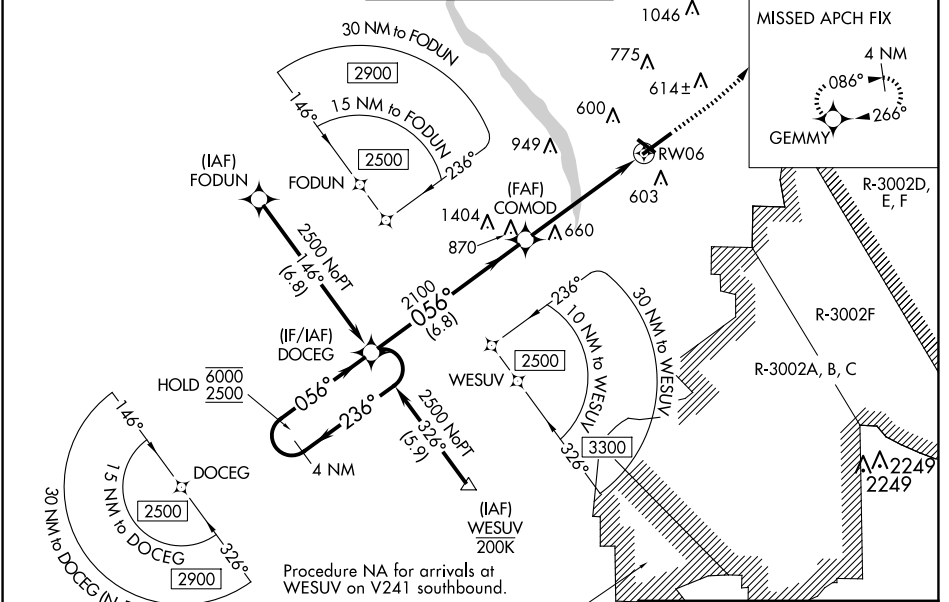 1046
MISSED APCH FIX
4 NM
086°
266°
GEMMY
30 NM to FODUN
2900
146°
15 NM to FODUN
2500
236°
FODUN
775
614±
600
949
RW06
603
(IAF)
FODUN
(FAF)
COMOD
1404
870
660
R-3002D,
E, F
2500 NoPT
146°
(6.8)
2100
056°
(6.8)
(IF/IAF)
DOCEG
HOLD
6000
2500
056°
236°
4 NM
236°
10 NM to WESUV
30 NM to WESUV
2500
WESUV
326°
3300
R-3002F
R-3002A, B, C
2500 NoPT
326°
(5.9)
(IAF)
WESUV
200K
2249
2249
146°
DOCEG
15 NM to DOCEG
2500
326°
30 NM to DOCEG
2900
Procedure NA for arrivals at
WESUV on V241 southbound.